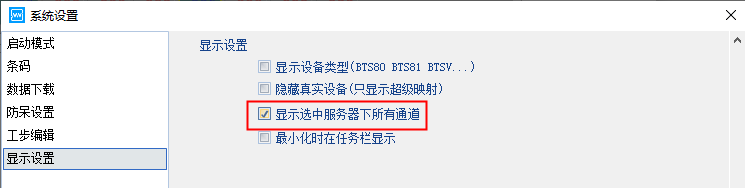 系统设置
启动模式
条码
数据下载
防呆设置
工步编辑
显示设置
显示设置
显示设备类型(BTS80 BTS81 BTSV...)
隐藏真实设备(只显示超级映射)
显示选中服务器下所有通道
最小化时在任务栏显示